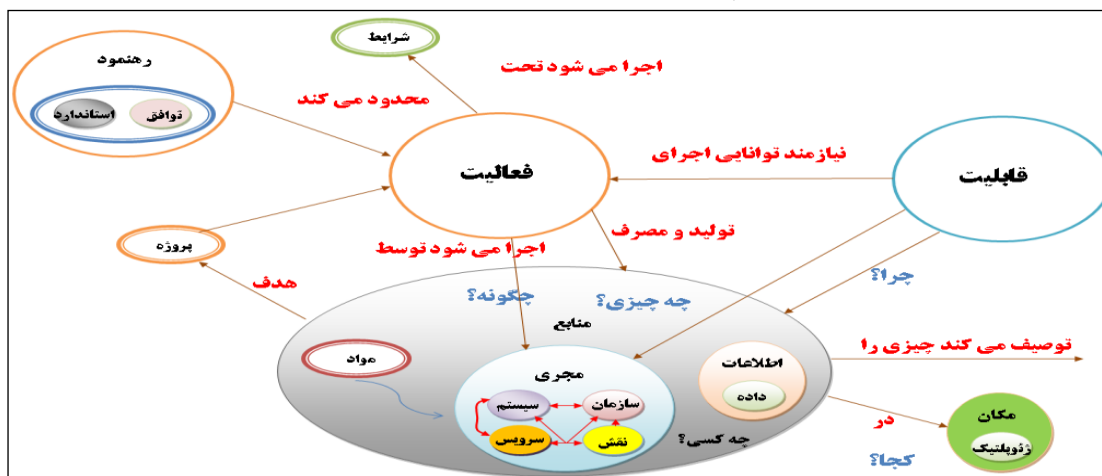 شرایط
رهنمود
اجرا می شود تحت
محدود می کند
استاندارد
توافق
نیازمند توانایی اجرای
فعالیت
قابلیت
تولید و مصرف
پروژه
اجرا می شود توسط
هدف
چرا؟
چگونه؟
چه چیزی؟
منابع
توصیف می کند چیزی را
مواد
اطلاعات
مجری
داده
سیستم
سازمان
مکان
در
سرویس
نقش
چه کسی؟
ژئوپلتیک
کجا؟